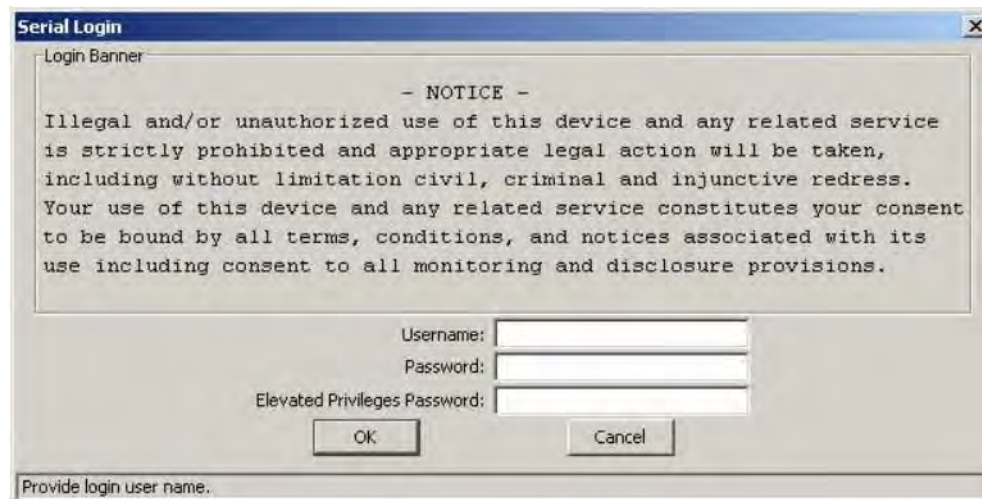 Serial Login
Login Banner
- NOTICE -
Illegal and/or unauthorized use of this device and any related service
is strictly prohibited and appropriate legal action will be taken,
including without limitation civil, criminal and injunctive redress.
Your use of this device and any related service constitutes your consent
to be bound by all terms, conditions, and notices associated with its
use including consent to all monitoring and disclosure provisions.
Username:
Password:
Elevated Privileges Password:
OK Cancel
Provide login user name.